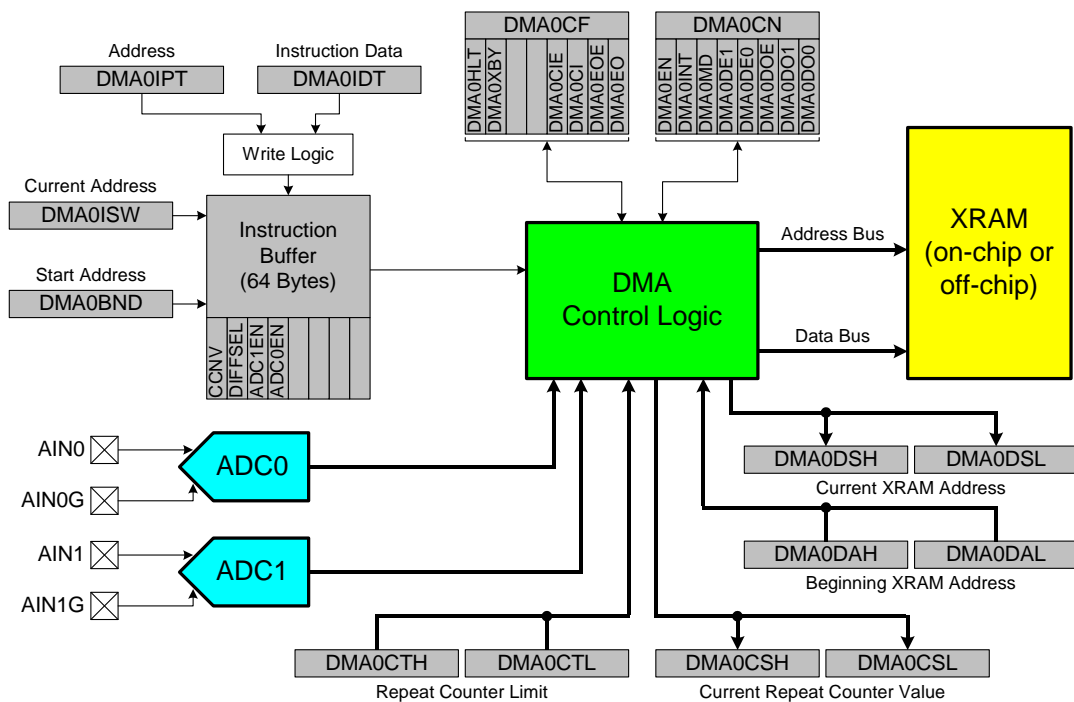 Address
Instruction Data
DMA0IPT
DMA0IDT
Write Logic
Current Address
DMA0ISW
Start Address
DMA0BND
Instruction
Buffer
(64 Bytes)
CCNV
DIFFSEL
ADC1EN
ADC0EN
DMA0CF
DMA0HLT
DMA0XBY
DMA0CIE
DMA0CI
DMA0EOE
DMA0EO
DMA0CN
DMA0EN
DMA0INT
DMA0MD
DMA0DE1
DMA0DE0
DMA0DOE
DMA0DO1
DMA0DO0
DMA
Control Logic
Address Bus
Data Bus
XRAM
(on-chip or
off-chip)
AIN0
AIN0G
ADC0
AIN1
AIN1G
ADC1
DMA0DSH
DMA0DSL
Current XRAM Address
DMA0DAH
DMA0DAL
Beginning XRAM Address
DMA0CTH
DMA0CTL
Repeat Counter Limit
DMA0CSH
DMA0CSL
Current Repeat Counter Value